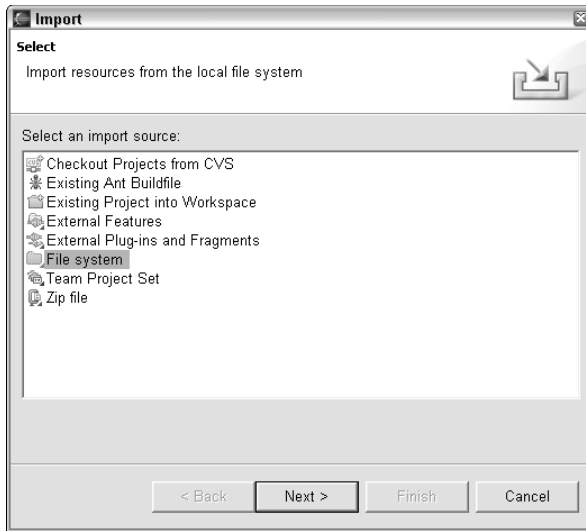 Import
Select
Import resources from the local file system
Select an import source:
Checkout Projects from CVS
Existing Ant Buildfile
Existing Project into Workspace
External Features
External Plug-ins and Fragments
File system
Team Project Set
Zip file
< Back Next > Finish Cancel